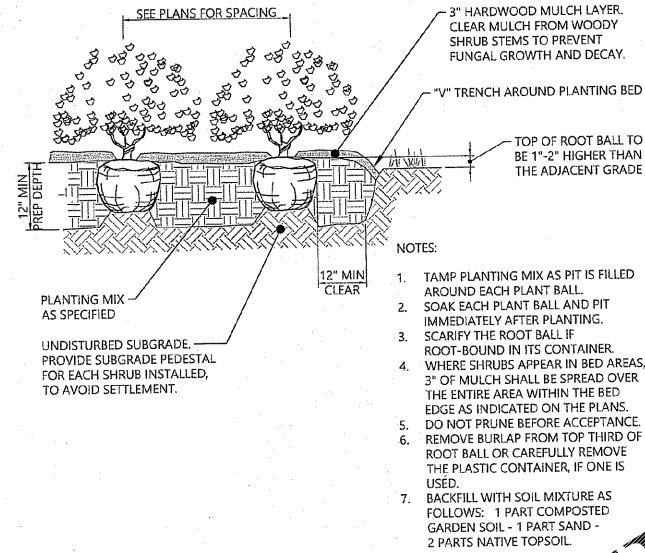 SEE PLANS FOR SPACING
3" HARDWOOD MULCH LAYER.
CLEAR MULCH FROM WOODY
SHRUB STEMS TO PREVENT
FUNGAL GROWTH AND DECAY.
"V" TRENCH AROUND PLANTING BED
TOP OF ROOT BALL TO
BE 1"-2" HIGHER THAN
THE ADJACENT GRADE
12" MIN
PREP DEPTH
12" MIN
CLEAR
PLANTING MIX
AS SPECIFIED
UNDISTURBED SUBGRADE.
PROVIDE SUBGRADE PEDESTAL
FOR EACH SHRUB INSTALLED,
TO AVOID SETTLEMENT.
NOTES:
1. TAMP PLANTING MIX AS PIT IS FILLED
AROUND EACH PLANT BALL.
2. SOAK EACH PLANT BALL AND PIT
IMMEDIATELY AFTER PLANTING.
3. SCARIFY THE ROOT BALL IF
ROOT-BOUND IN ITS CONTAINER.
4. WHERE SHRUBS APPEAR IN BED AREAS,
3" OF MULCH SHALL BE SPREAD OVER
THE ENTIRE AREA WITHIN THE BED
EDGE AS INDICATED ON THE PLANS.
5. DO NOT PRUNE BEFORE ACCEPTANCE.
6. REMOVE BURLAP FROM TOP THIRD OF
ROOT BALL OR CAREFULLY REMOVE
THE PLASTIC CONTAINER, IF ONE IS
USED.
7. BACKFILL WITH SOIL MIXTURE AS
FOLLOWS: 1 PART COMPOSTED
GARDEN SOIL - 1 PART SAND -
2 PARTS NATIVE TOPSOIL.